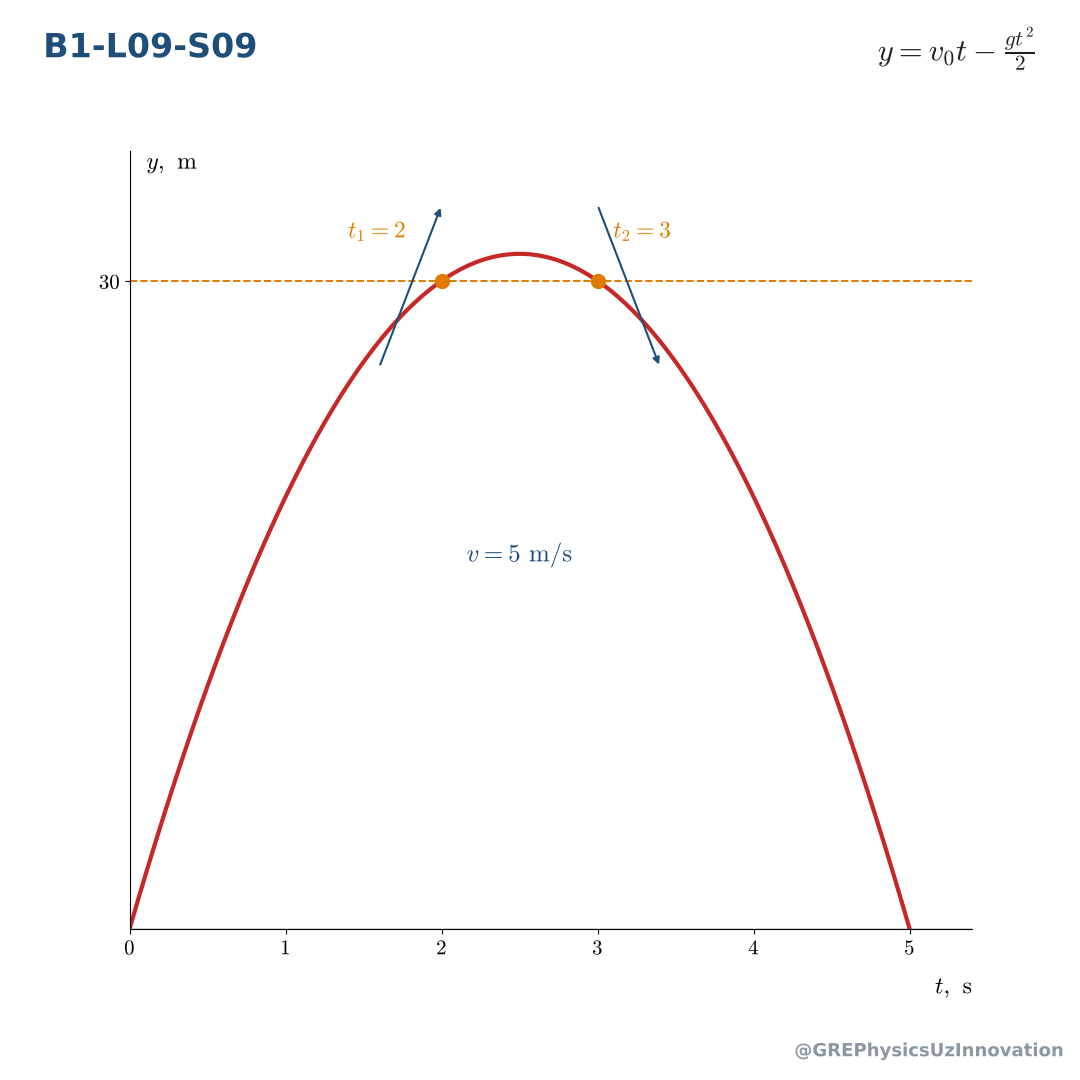 B1-L09-S09
y = v₀t − gt²/2
y, m
t₁ = 2
t₂ = 3
30
v = 5 m/s
0 1 2 3 4 5
t, s
@GREPhysicsUzInnovation